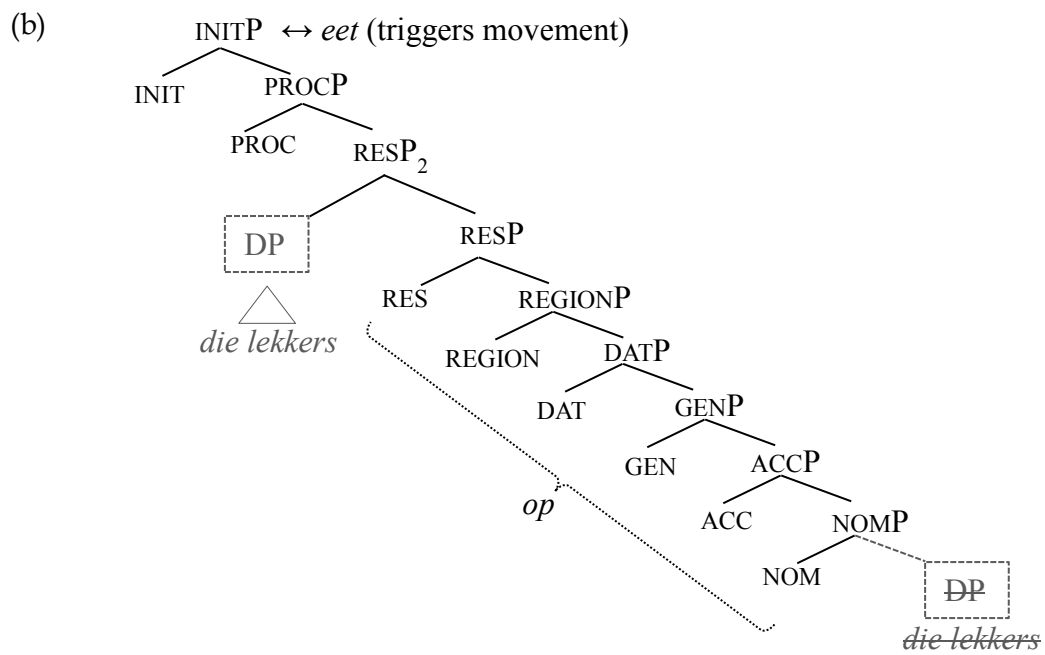 (b)
INITP ↔ eet (triggers movement)
INIT PROCP
PROC RESP₂
DP RESP
die lekkers
RES REGIONP
REGION DATP
DAT GENP
GEN ACCP
op
ACC NOMP
NOM DP
die lekkers